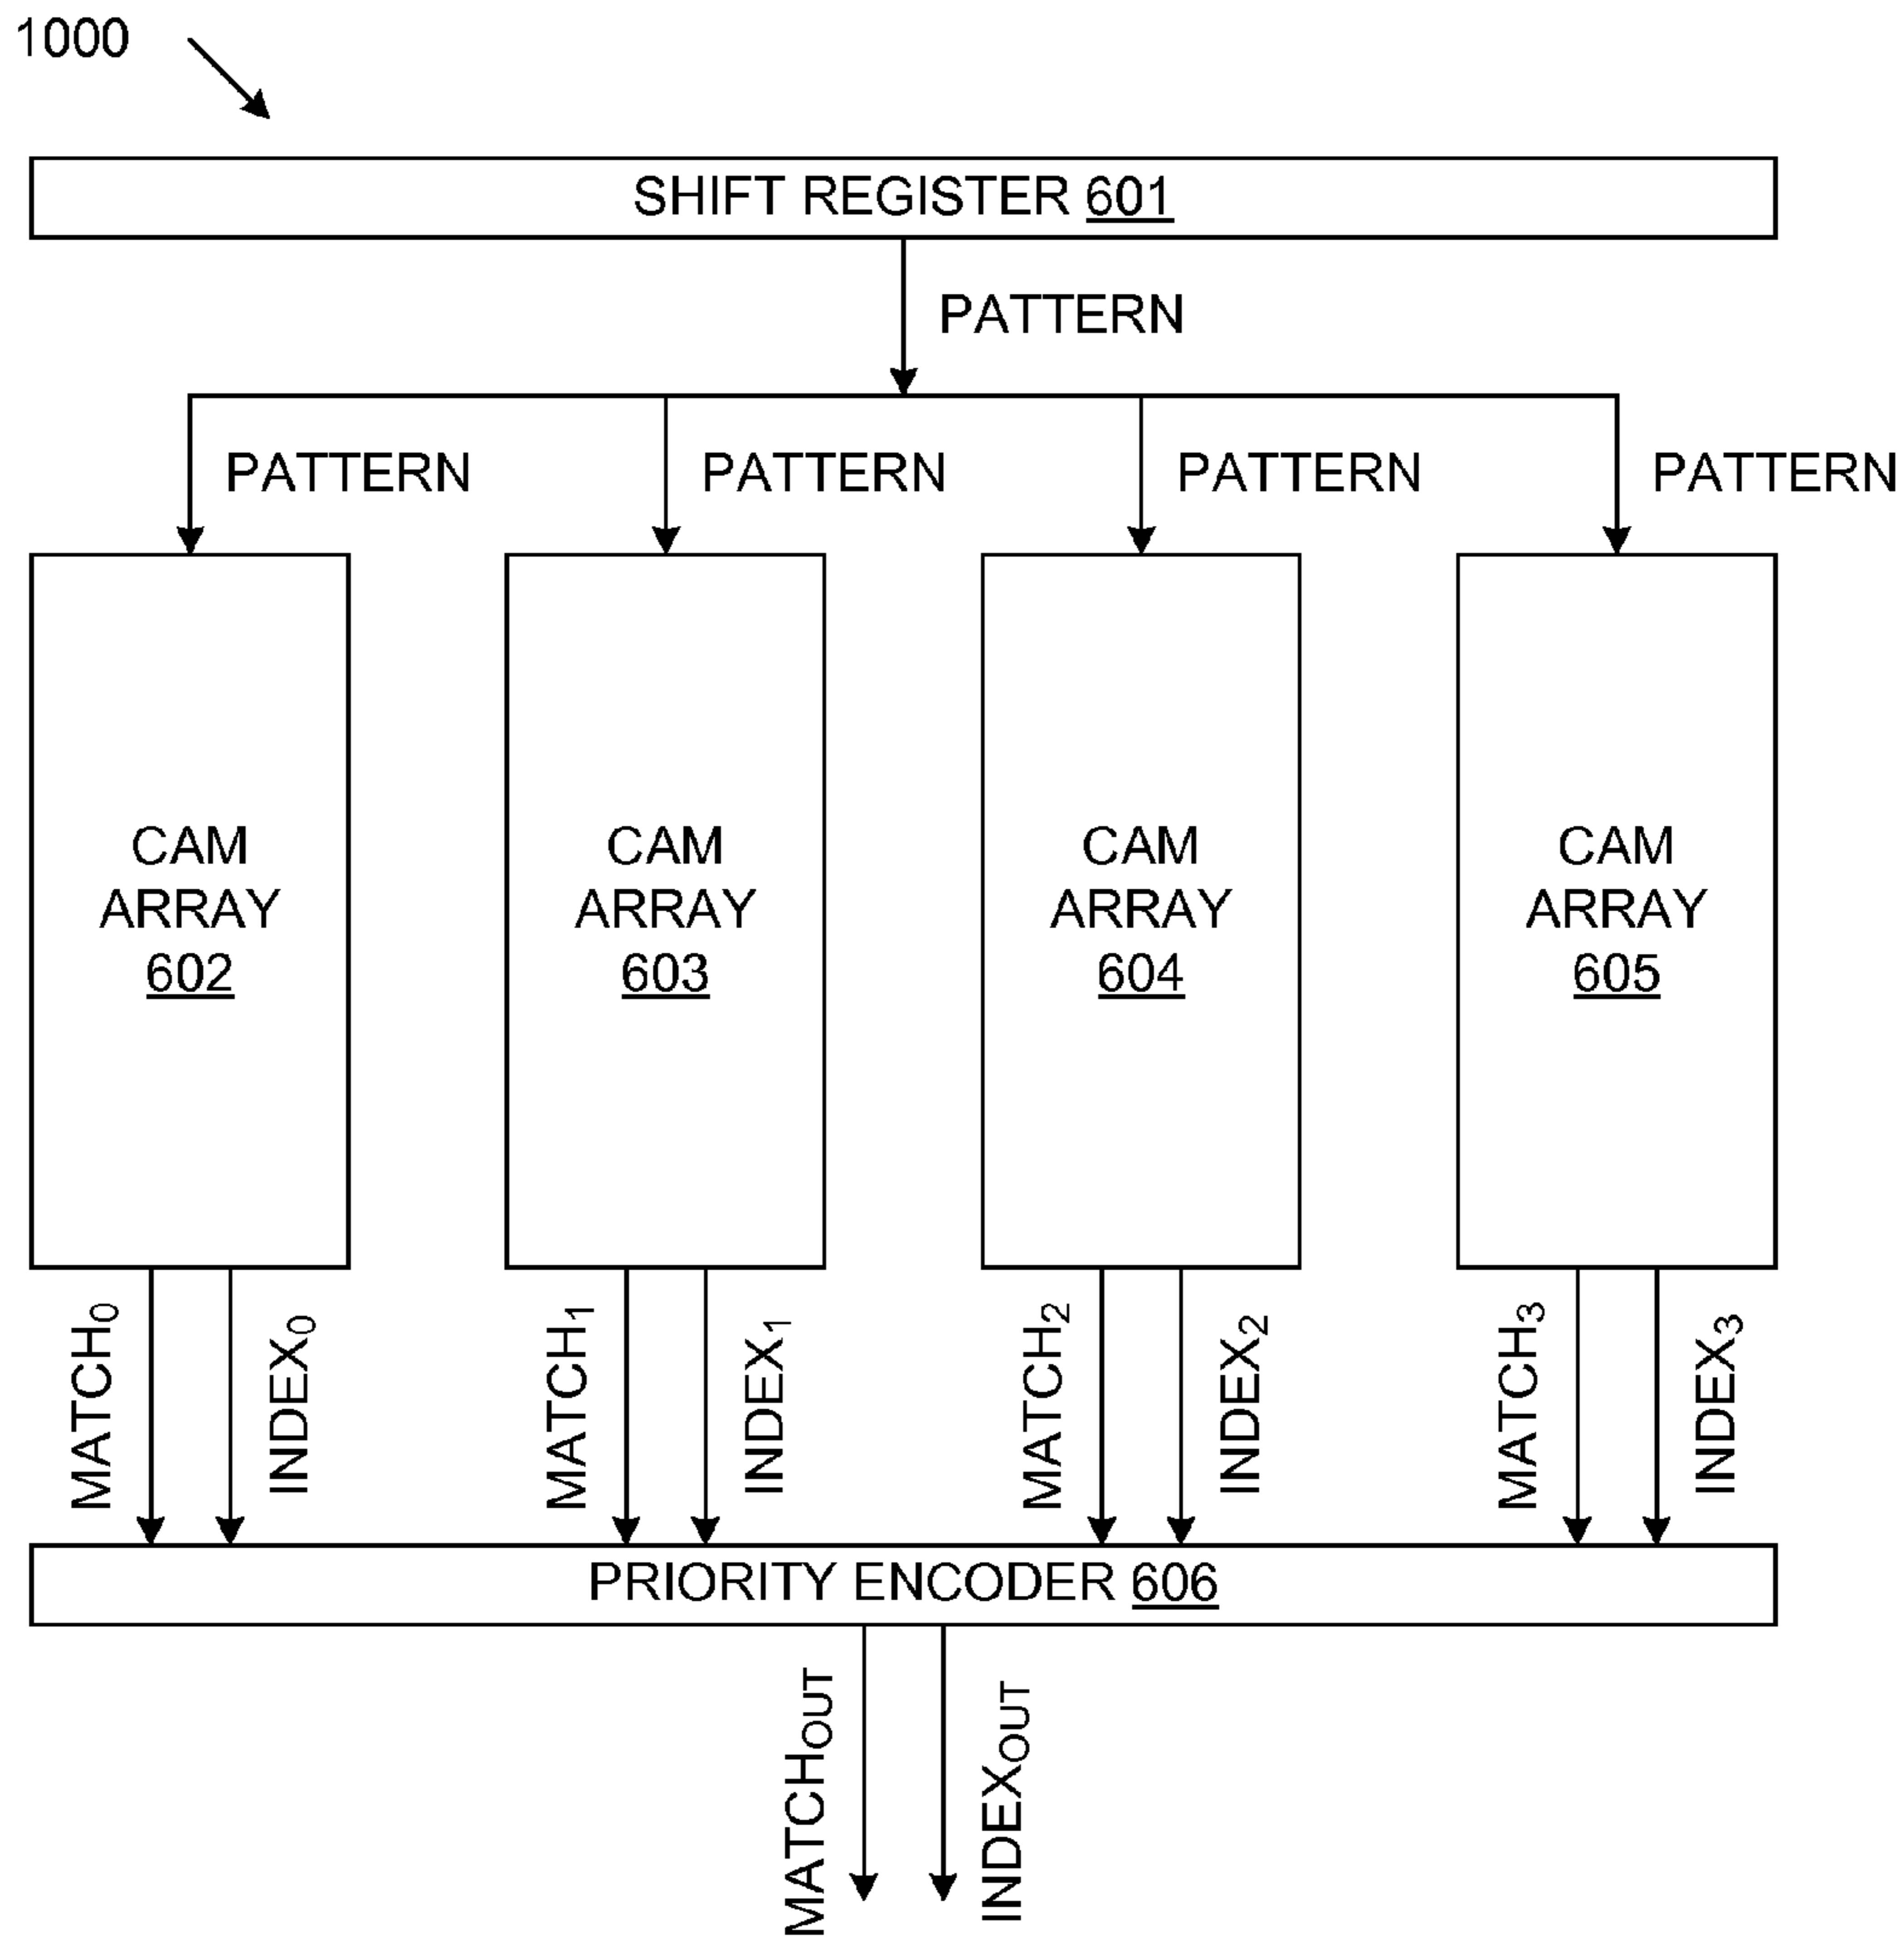 1000
SHIFT REGISTER 601
PATTERN
PATTERN PATTERN PATTERN PATTERN
CAM CAM CAM CAM
ARRAY ARRAY ARRAY ARRAY
602 603 604 605
MATCH0 INDEX0 MATCH1 INDEX1 MATCH2 INDEX2 MATCH3 INDEX3
PRIORITY ENCODER 606
MATCHOUT INDEXOUT